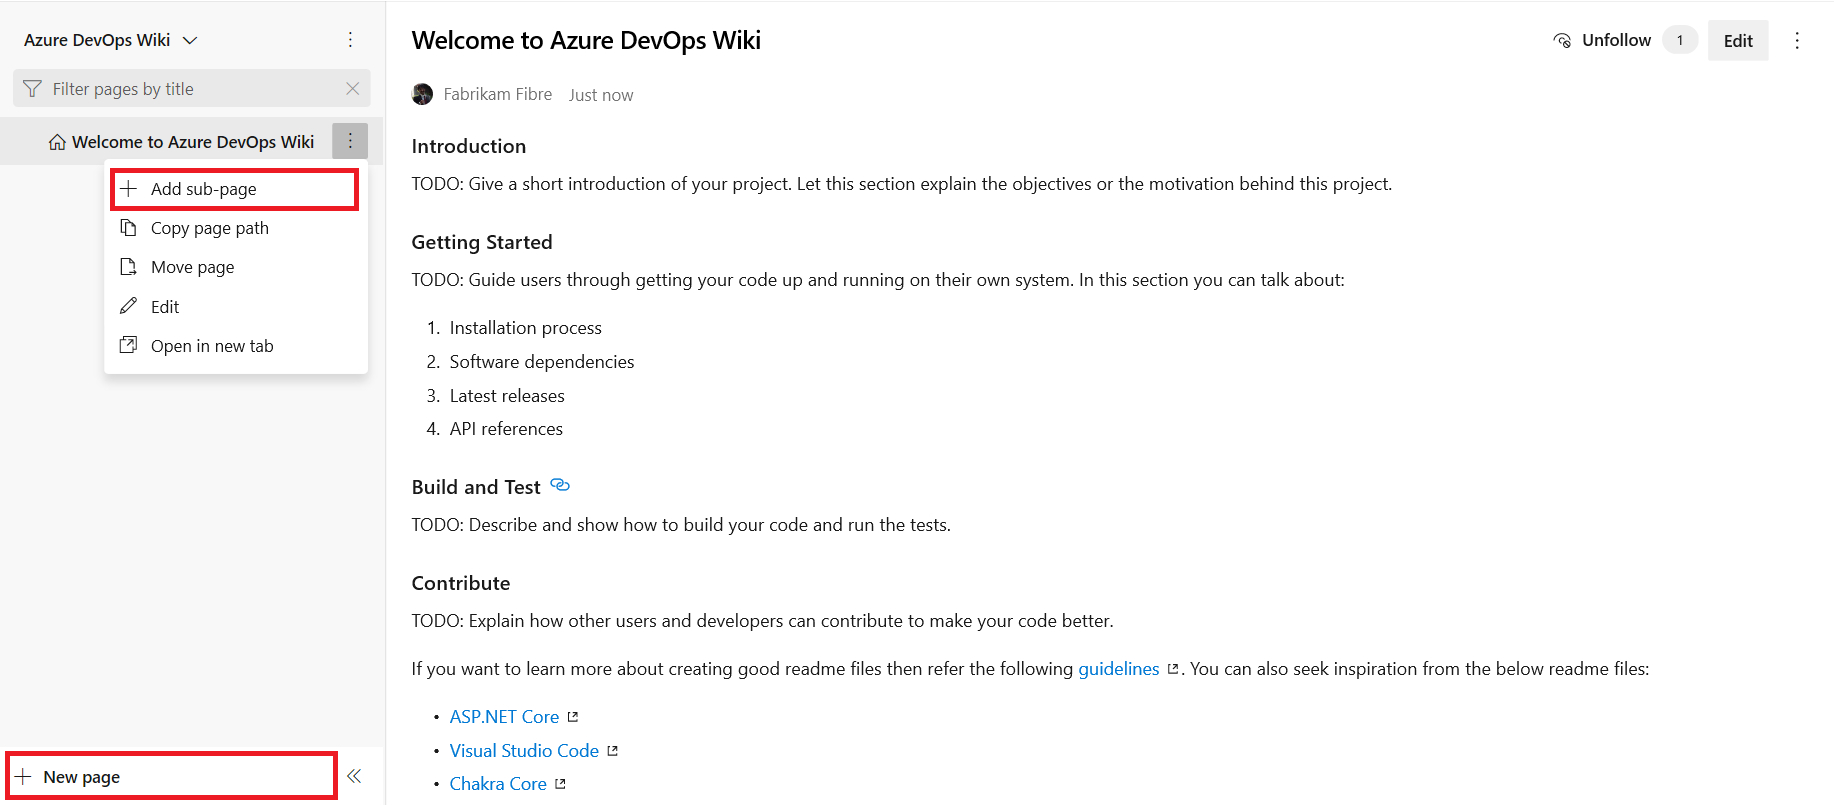 Azure DevOps Wiki
Filter pages by title
Welcome to Azure DevOps Wiki
Add sub-page
Copy page path
Move page
Edit
Open in new tab
New page
Welcome to Azure DevOps Wiki
Unfollow 1 Edit
Fabrikam Fibre Just now
Introduction
TODO: Give a short introduction of your project. Let this section explain the objectives or the motivation behind this project.
Getting Started
TODO: Guide users through getting your code up and running on their own system. In this section you can talk about:
1. Installation process
2. Software dependencies
3. Latest releases
4. API references
Build and Test
TODO: Describe and show how to build your code and run the tests.
Contribute
TODO: Explain how other users and developers can contribute to make your code better.
If you want to learn more about creating good readme files then refer the following guidelines. You can also seek inspiration from the below readme files:
• ASP.NET Core
• Visual Studio Code
• Chakra Core